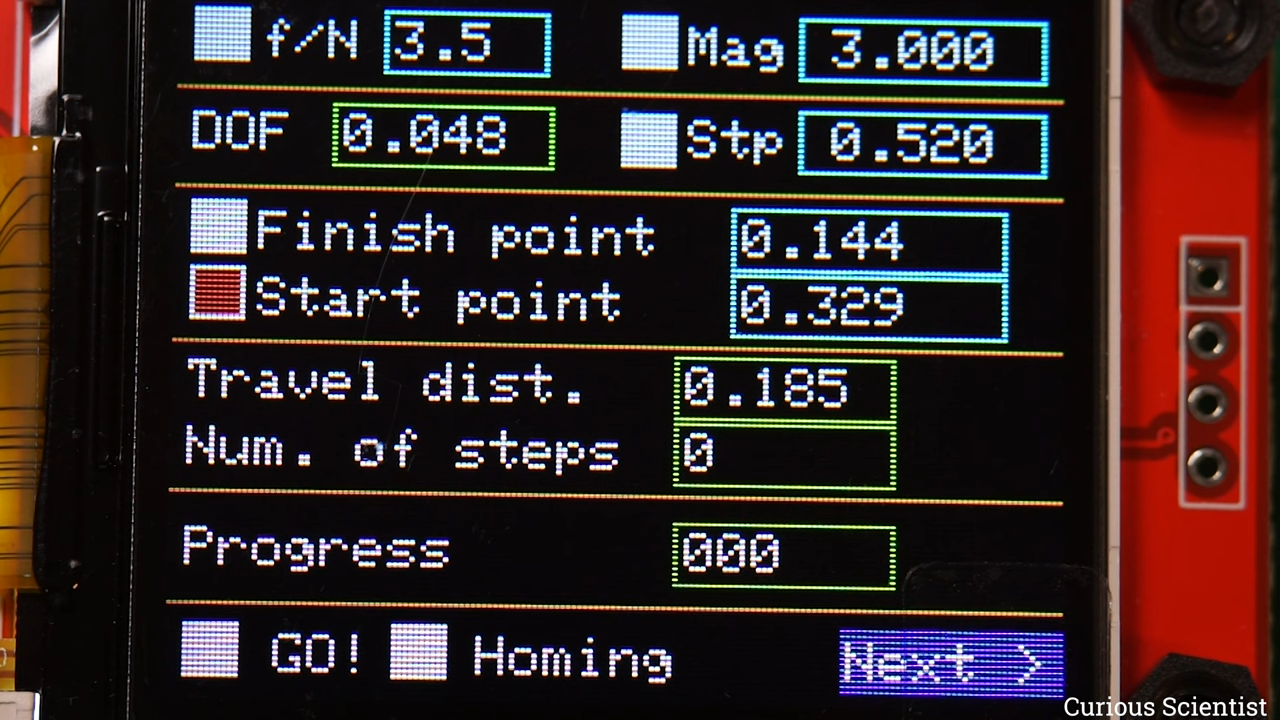 f/N 3.5 Mag 3.000
DOF 0.048 Stp 0.520
Finish point 0.144
Start point 0.329
Travel dist. 0.185
Num. of steps 0
Progress 000
GO! Homing Next >
Curious Scientist